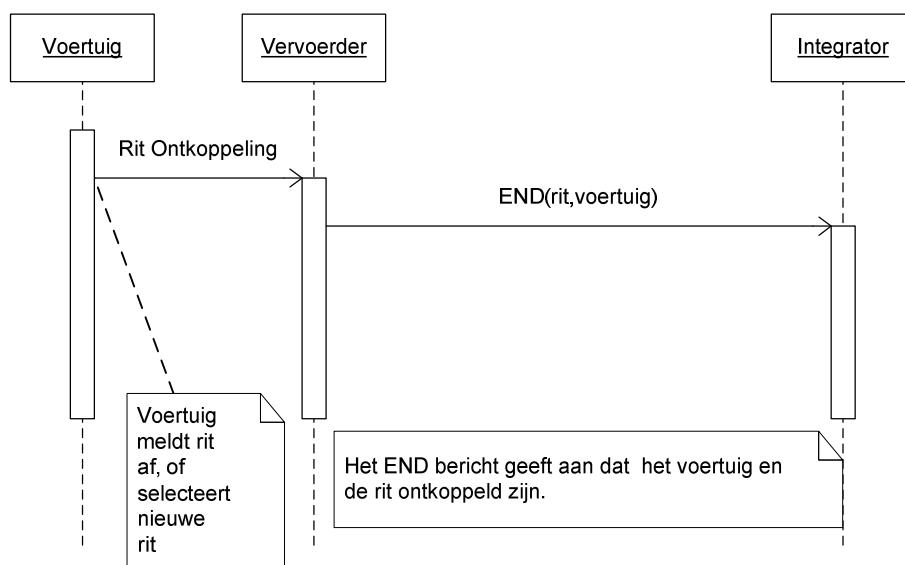 Voertuig
Vervoerder
Integrator
Rit Ontkoppeling
END(rit,voertuig)
Voertuig
meldt rit
af, of
selecteert
nieuwe
rit
Het END bericht geeft aan dat het voertuig en
de rit ontkoppeld zijn.